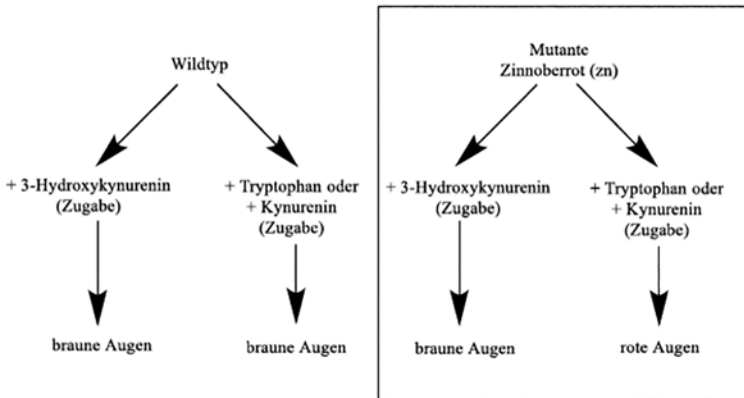 Wildtyp
+ 3-Hydroxykynurenin
(Zugabe)
+ Tryptophan oder
+ Kynurenin
(Zugabe)
braune Augen
braune Augen
Mutante
Zinnoberrot (zn)
+ 3-Hydroxykynurenin
(Zugabe)
+ Tryptophan oder
+ Kynurenin
(Zugabe)
braune Augen
rote Augen